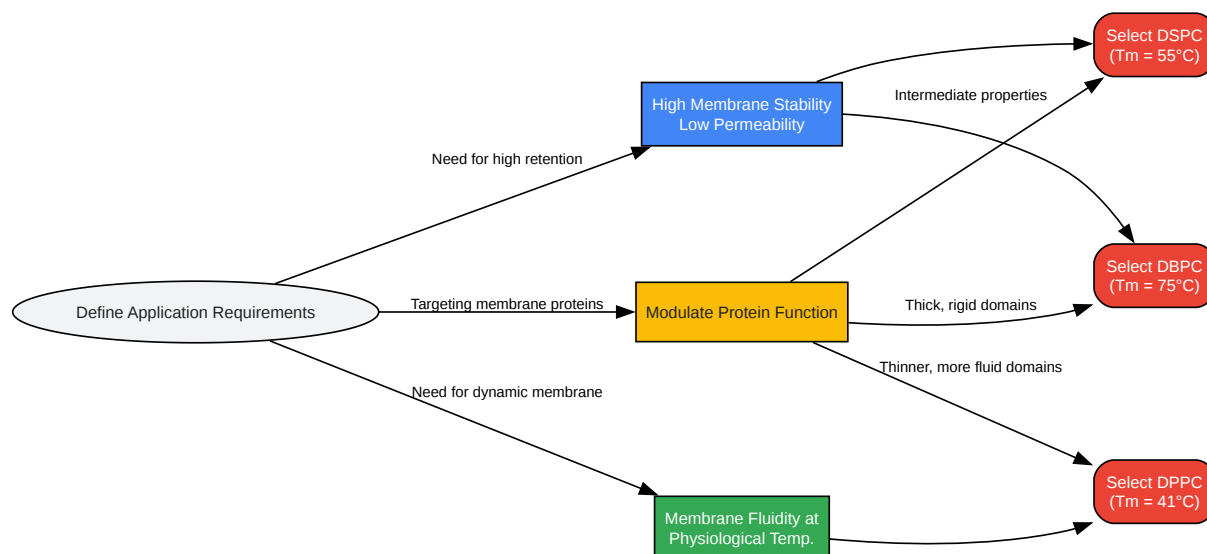 Select DSPC
(Tm = 55°C)
Intermediate properties
High Membrane Stability
Low Permeability
Need for high retention
Select DBPC
(Tm = 75°C)
Define Application Requirements
Targeting membrane proteins
Modulate Protein Function
Thick, rigid domains
Thinner, more fluid domains
Need for dynamic membrane
Select DPPC
(Tm = 41°C)
Membrane Fluidity at
Physiological Temp.